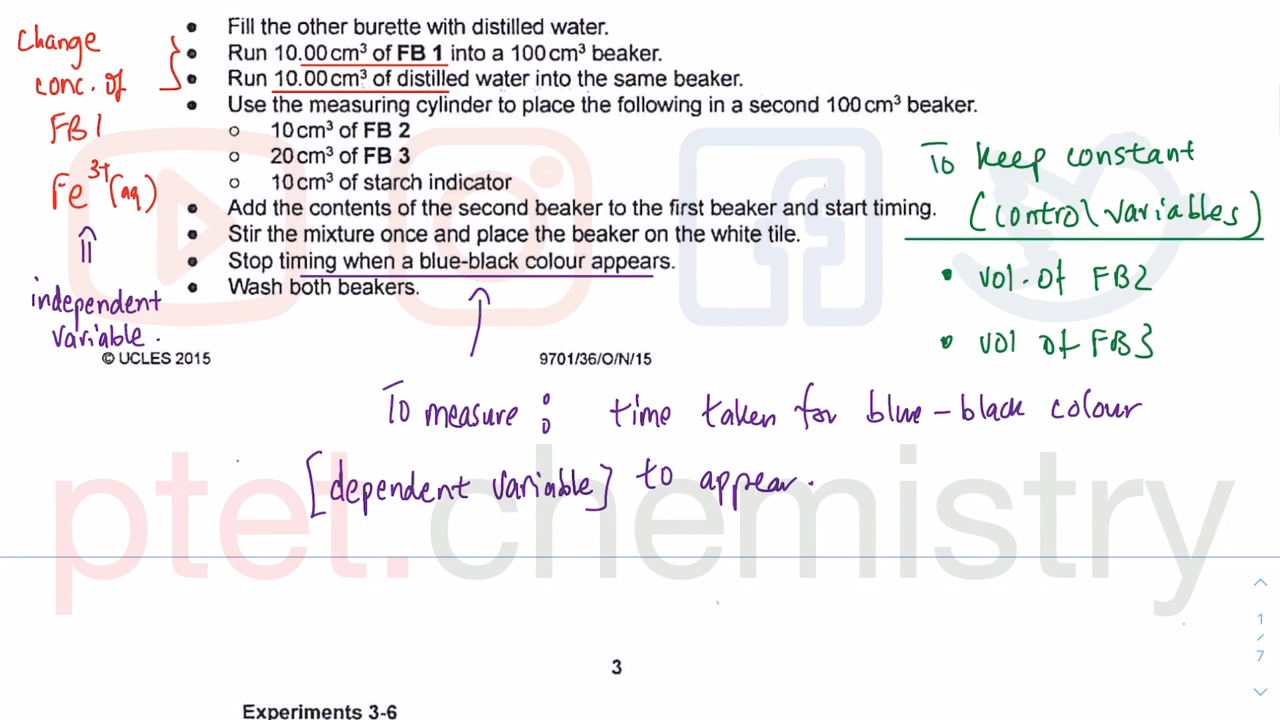 Fill the other burette with distilled water.
Change
• Run 10.00 cm³ of FB 1 into a 100 cm³ beaker.
conc. of
• Run 10.00 cm³ of distilled water into the same beaker.
FB1
• Use the measuring cylinder to place the following in a second 100 cm³ beaker.
○ 10 cm³ of FB 2
○ 20 cm³ of FB 3
○ 10 cm³ of starch indicator
Fe³⁺(aq)
• Add the contents of the second beaker to the first beaker and start timing.
• Stir the mixture once and place the beaker on the white tile.
• Stop timing when a blue-black colour appears.
• Wash both beakers.
independent
variable.
To keep constant
(control variables)
• vol. of FB2
• vol of FB3
© UCLES 2015
9701/36/O/N/15
To measure : time taken for blue-black colour
[dependent variable] to appear.
ptet.chemistry
3
1
/
7
Experiments 3-6